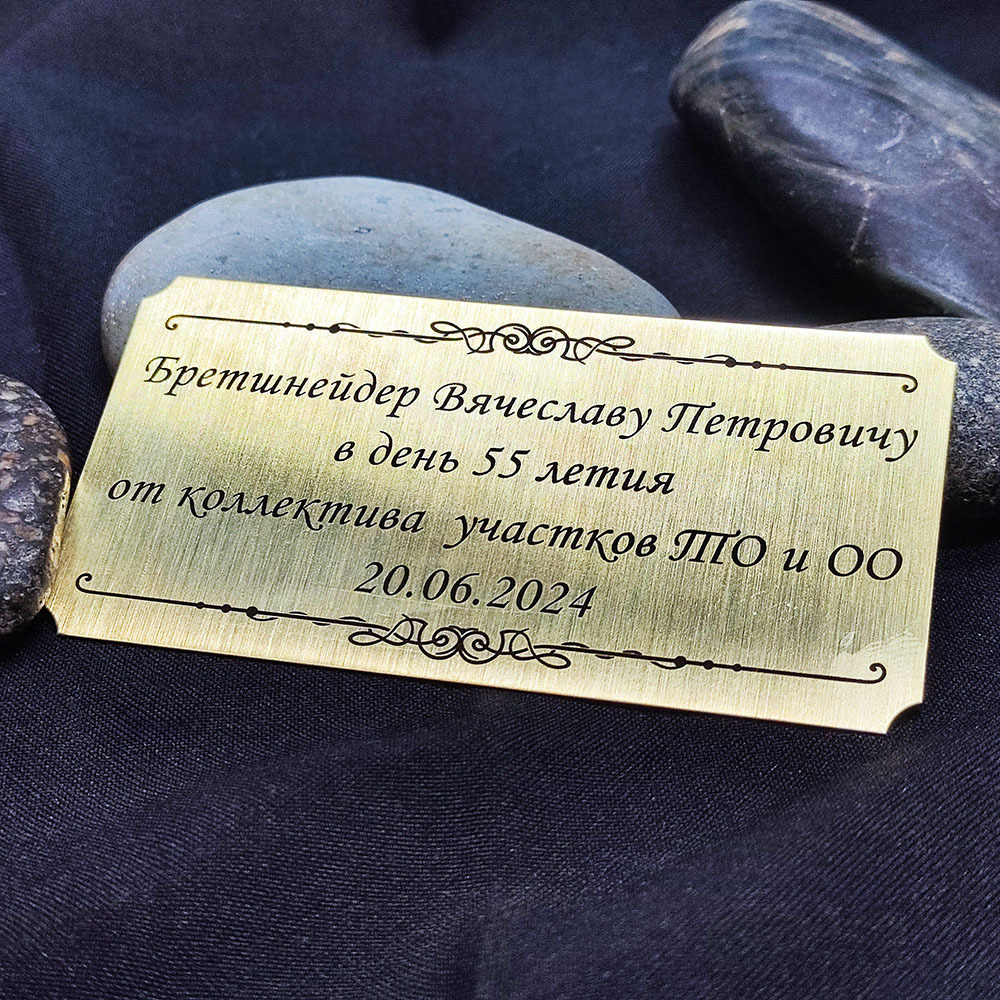 Бретшнейдер Вячеславу Петровичу
в день 55 летия
от коллектива участков ТО и ОО
20.06.2024